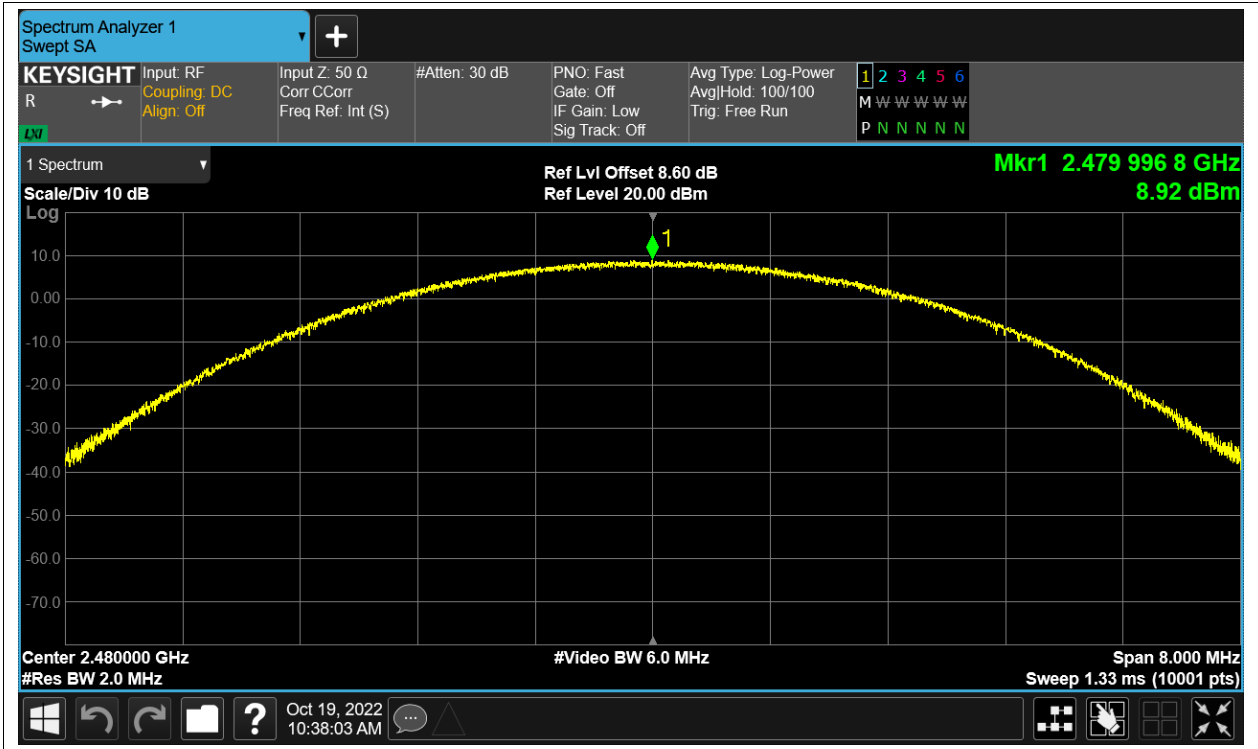 Spectrum Analyzer 1
Swept SA
+
KEYSIGHT Input: RF Input Z: 50 Ω #Atten: 30 dB PNO: Fast Avg Type: Log-Power 1 2 3 4 5 6
R Coupling: DC Corr CCorr Gate: Off Avg|Hold: 100/100 M W W W W W
Align: Off Freq Ref: Int (S) IF Gain: Low Trig: Free Run
LXI Sig Track: Off P N N N N N
1 Spectrum Ref Lvl Offset 8.60 dB Mkr1 2.479 996 8 GHz
Scale/Div 10 dB Ref Level 20.00 dBm 8.92 dBm
Log
1
10.0
0.00
-10.0
-20.0
-30.0
-40.0
-50.0
-60.0
-70.0
Center 2.480000 GHz #Video BW 6.0 MHz Span 8.000 MHz
#Res BW 2.0 MHz Sweep 1.33 ms (10001 pts)
? Oct 19, 2022
10:38:03 AM